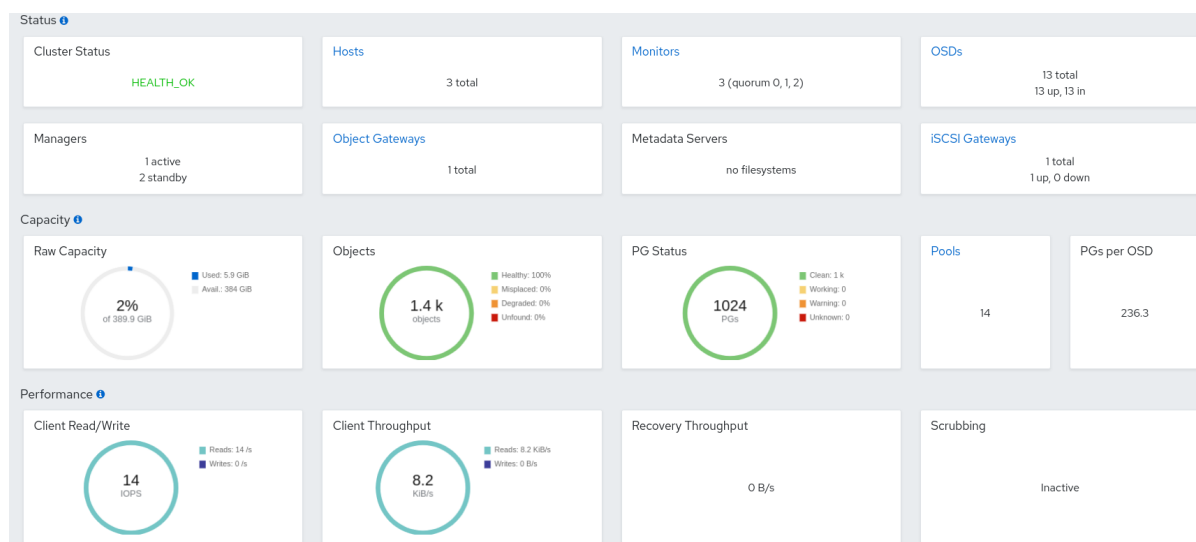 Status
Cluster Status
HEALTH_OK
Hosts
3 total
Monitors
3 (quorum 0, 1, 2)
OSDs
13 total
13 up, 13 in
Managers
1 active
2 standby
Object Gateways
1 total
Metadata Servers
no filesystems
iSCSI Gateways
1 total
1 up, 0 down
Capacity
Raw Capacity
2%
of 389.9 GiB
Used: 5.9 GiB
Avail.: 384 GiB
Objects
1.4 k
objects
Healthy: 100%
Misplaced: 0%
Degraded: 0%
Unfound: 0%
PG Status
1024
PGs
Clean: 1 k
Working: 0
Warning: 0
Unknown: 0
Pools
14
PGs per OSD
236.3
Performance
Client Read/Write
14
IOPS
Reads: 14 /s
Writes: 0 /s
Client Throughput
8.2
KiB/s
Reads: 8.2 KiB/s
Writes: 0 B/s
Recovery Throughput
0 B/s
Scrubbing
Inactive